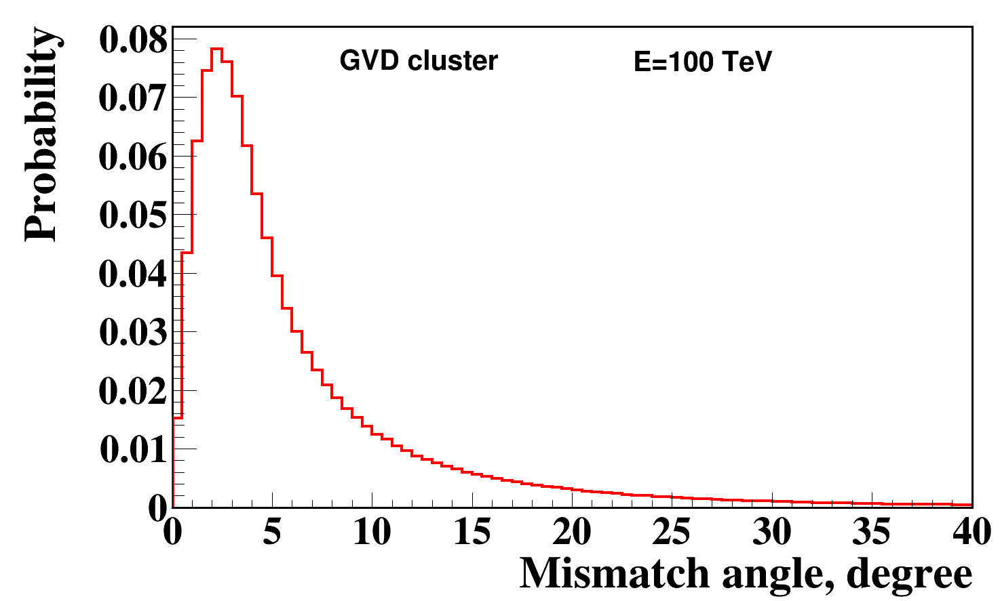 Probability
0.08
0.07
0.06
0.05
0.04
0.03
0.02
0.01
0
GVD cluster
E=100 TeV
0 5 10 15 20 25 30 35 40
Mismatch angle, degree